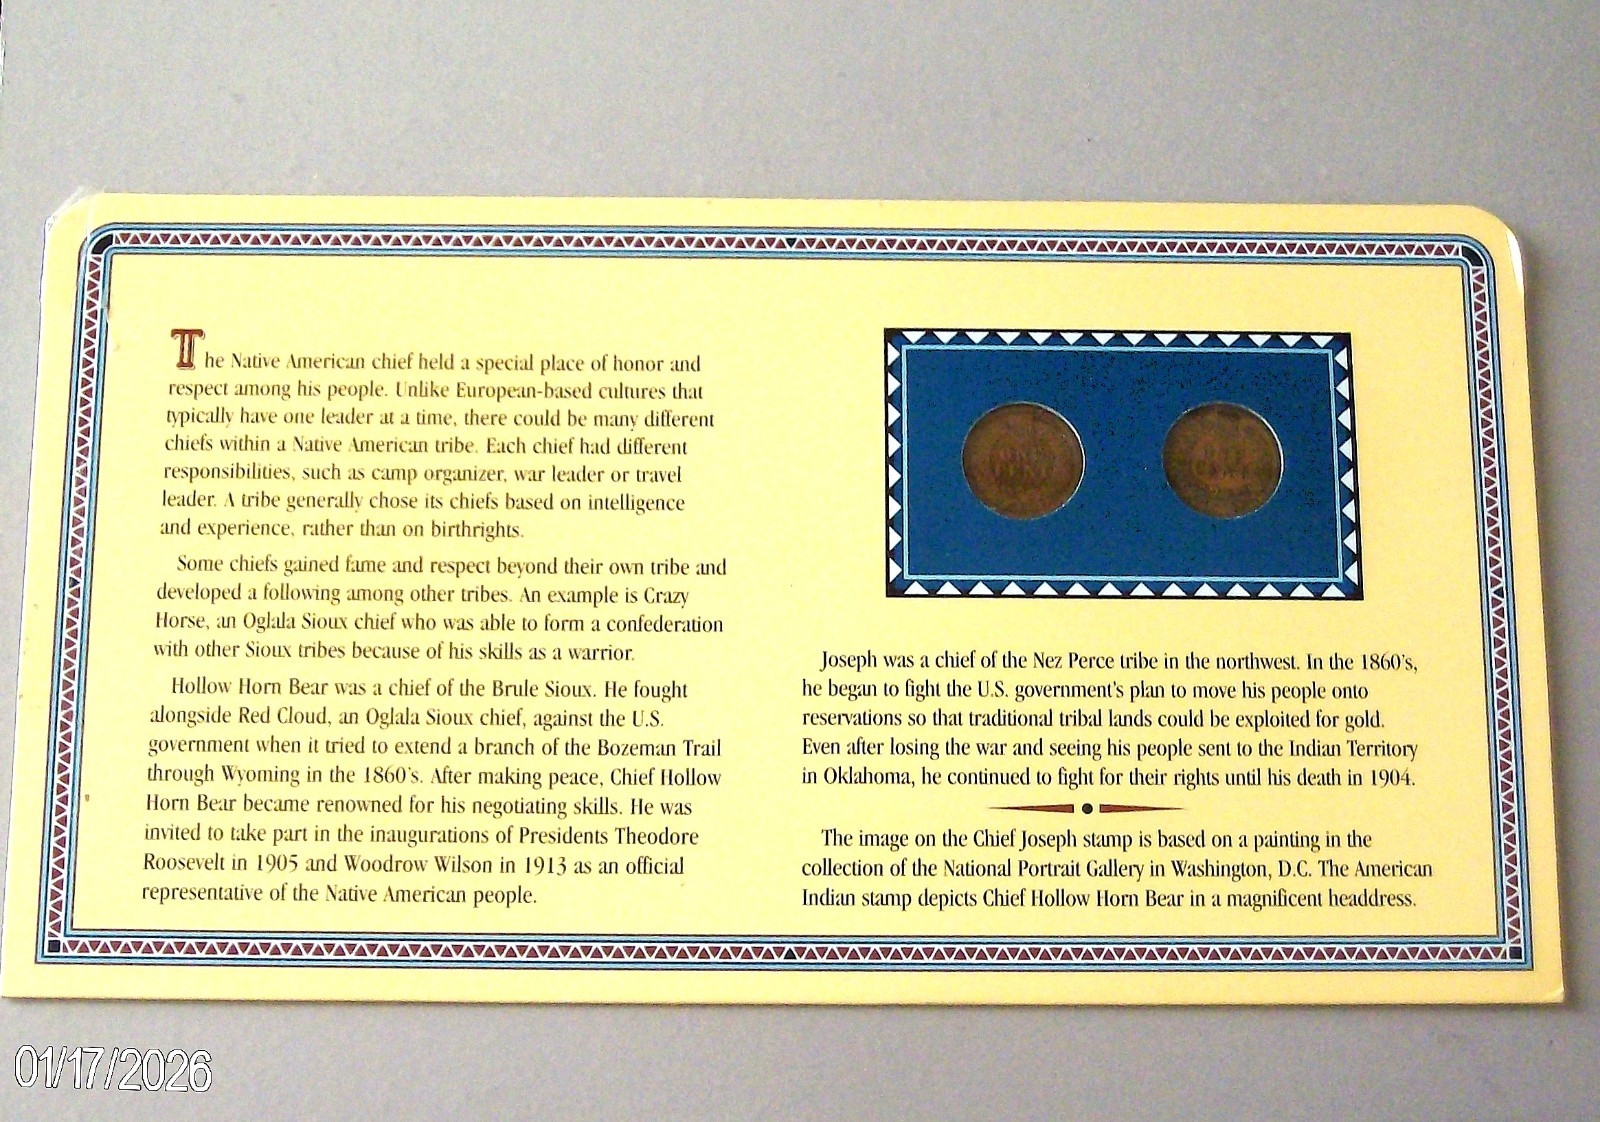 The Native American chief held a special place of honor and
respect among his people. Unlike European-based cultures that
typically have one leader at a time, there could be many different
chiefs within a Native American tribe. Each chief had different
responsibilities, such as camp organizer, war leader or travel
leader. A tribe generally chose its chiefs based on intelligence
and experience, rather than on birthrights.
Some chiefs gained fame and respect beyond their own tribe and
developed a following among other tribes. An example is Crazy
Horse, an Oglala Sioux chief who was able to form a confederation
with other Sioux tribes because of his skills as a warrior.
Hollow Horn Bear was a chief of the Brule Sioux. He fought
alongside Red Cloud, an Oglala Sioux chief, against the U.S.
government when it tried to extend a branch of the Bozeman Trail
through Wyoming in the 1860's. After making peace, Chief Hollow
Horn Bear became renowned for his negotiating skills. He was
invited to take part in the inaugurations of Presidents Theodore
Roosevelt in 1905 and Woodrow Wilson in 1913 as an official
representative of the Native American people.
ONE
CENT
ONE
CENT
Joseph was a chief of the Nez Perce tribe in the northwest. In the 1860's,
he began to fight the U.S. government's plan to move his people onto
reservations so that traditional tribal lands could be exploited for gold.
Even after losing the war and seeing his people sent to the Indian Territory
in Oklahoma, he continued to fight for their rights until his death in 1904.
The image on the Chief Joseph stamp is based on a painting in the
collection of the National Portrait Gallery in Washington, D.C. The American
Indian stamp depicts Chief Hollow Horn Bear in a magnificent headdress.
01/17/2026